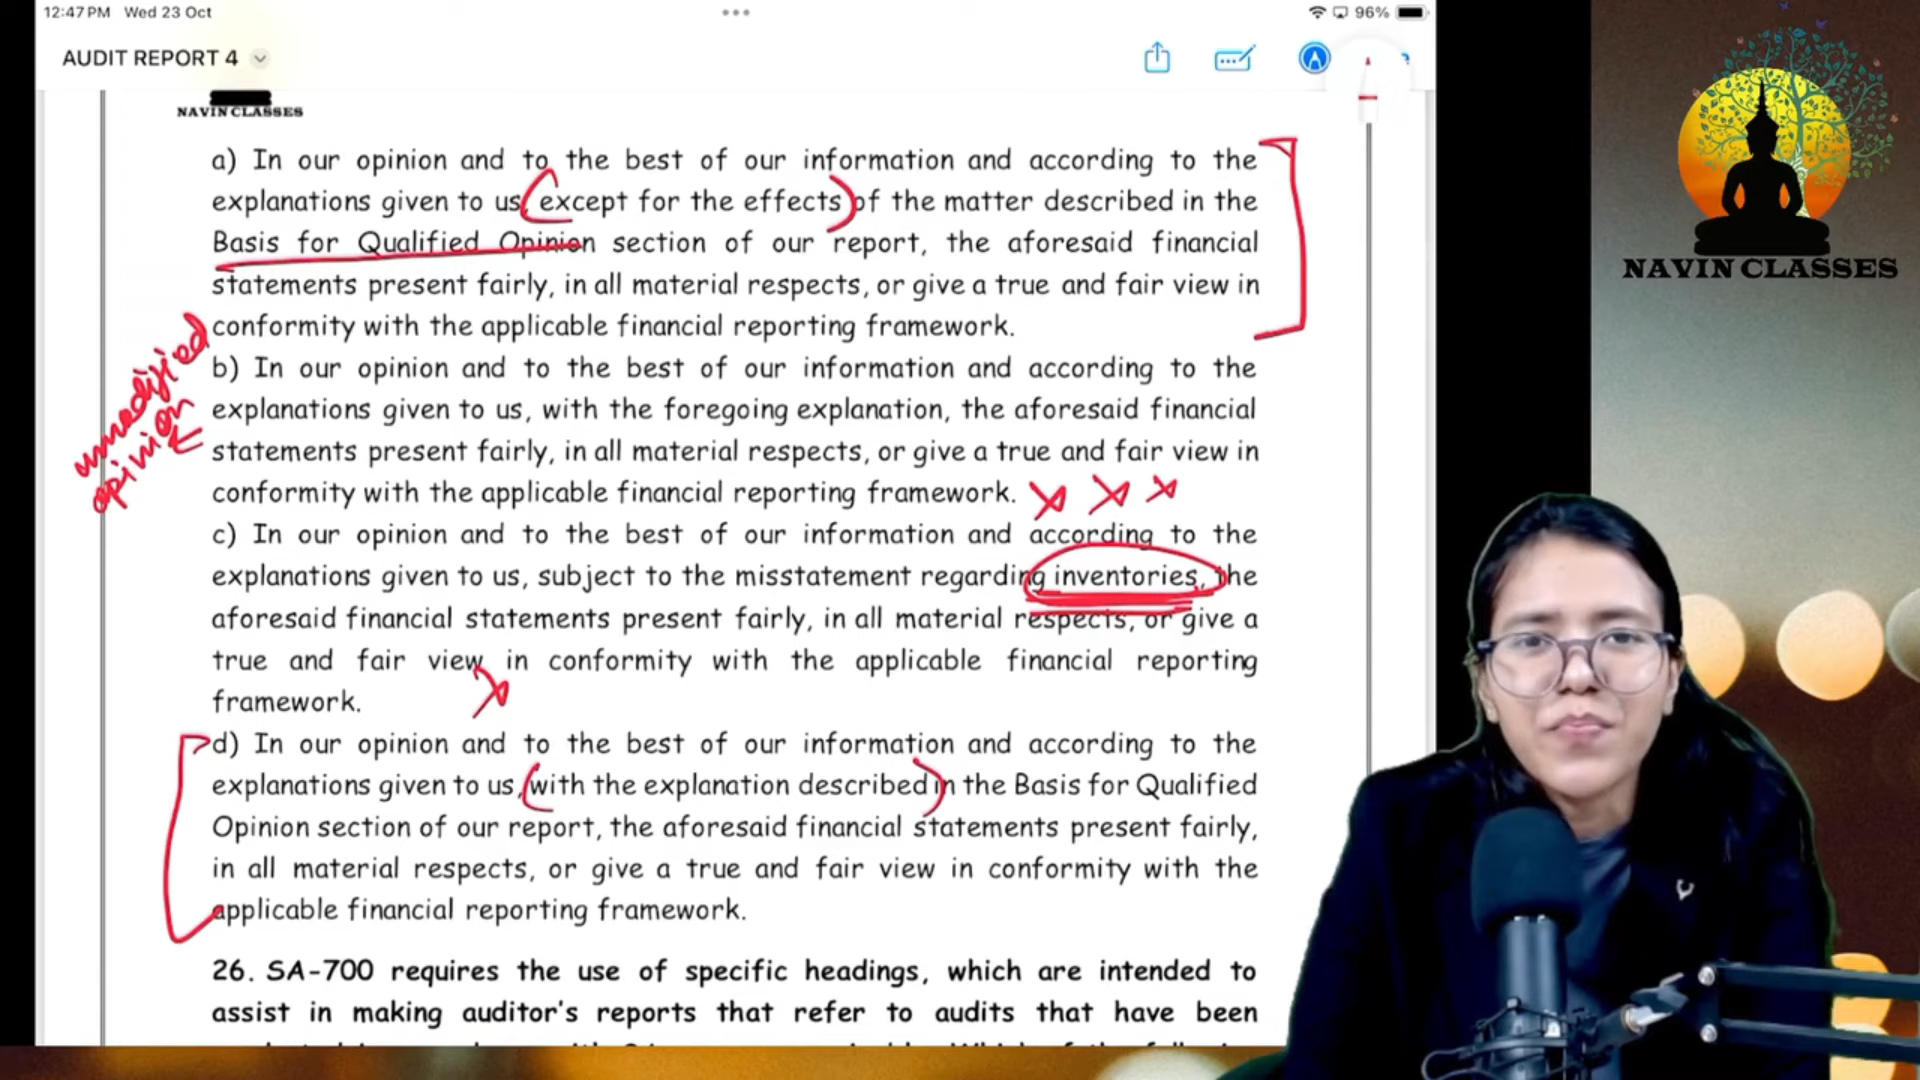 12:47 PM Wed 23 Oct
96%
AUDIT REPORT 4
NAVIN CLASSES
a) In our opinion and to the best of our information and according to the
explanations given to us, except for the effects of the matter described in the
Basis for Qualified Opinion section of our report, the aforesaid financial
statements present fairly, in all material respects, or give a true and fair view in
conformity with the applicable financial reporting framework.
b) In our opinion and to the best of our information and according to the
explanations given to us, with the foregoing explanation, the aforesaid financial
statements present fairly, in all material respects, or give a true and fair view in
conformity with the applicable financial reporting framework.
c) In our opinion and to the best of our information and according to the
explanations given to us, subject to the misstatement regarding inventories, the
aforesaid financial statements present fairly, in all material respects, or give a
true and fair view in conformity with the applicable financial reporting
framework.
d) In our opinion and to the best of our information and according to the
explanations given to us, with the explanation described in the Basis for Qualified
Opinion section of our report, the aforesaid financial statements present fairly,
in all material respects, or give a true and fair view in conformity with the
applicable financial reporting framework.
26. SA-700 requires the use of specific headings, which are intended to
assist in making auditor's reports that refer to audits that have been
unmodified
opinion
NAVIN CLASSES